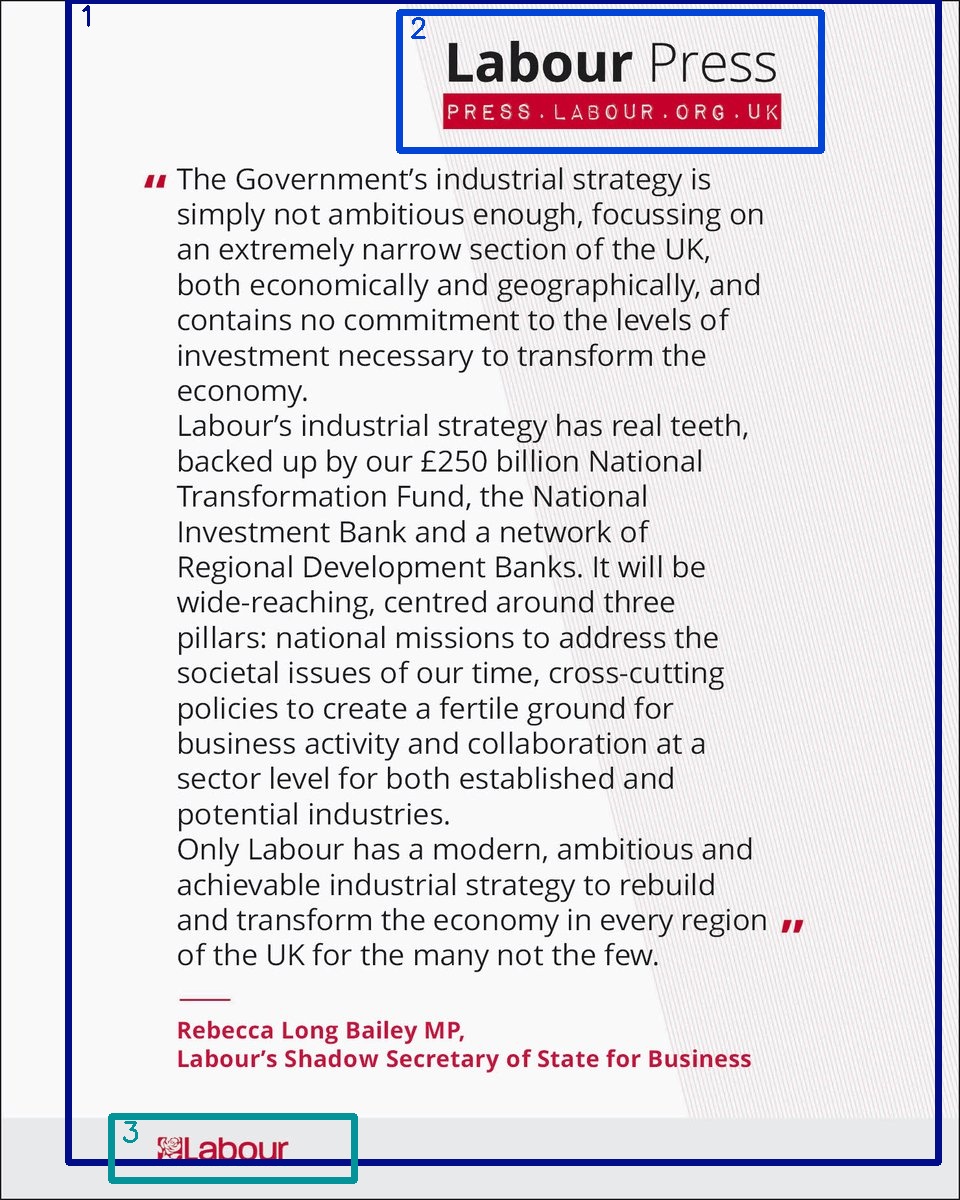 Labour Press
PRESS.LABOUR.ORG.UK
“ The Government’s industrial strategy is
simply not ambitious enough, focussing on
an extremely narrow section of the UK,
both economically and geographically, and
contains no commitment to the levels of
investment necessary to transform the
economy.
Labour’s industrial strategy has real teeth,
backed up by our £250 billion National
Transformation Fund, the National
Investment Bank and a network of
Regional Development Banks. It will be
wide-reaching, centred around three
pillars: national missions to address the
societal issues of our time, cross-cutting
policies to create a fertile ground for
business activity and collaboration at a
sector level for both established and
potential industries.
Only Labour has a modern, ambitious and
achievable industrial strategy to rebuild
and transform the economy in every region ”
of the UK for the many not the few.
Rebecca Long Bailey MP,
Labour’s Shadow Secretary of State for Business
Labour
1
2
3